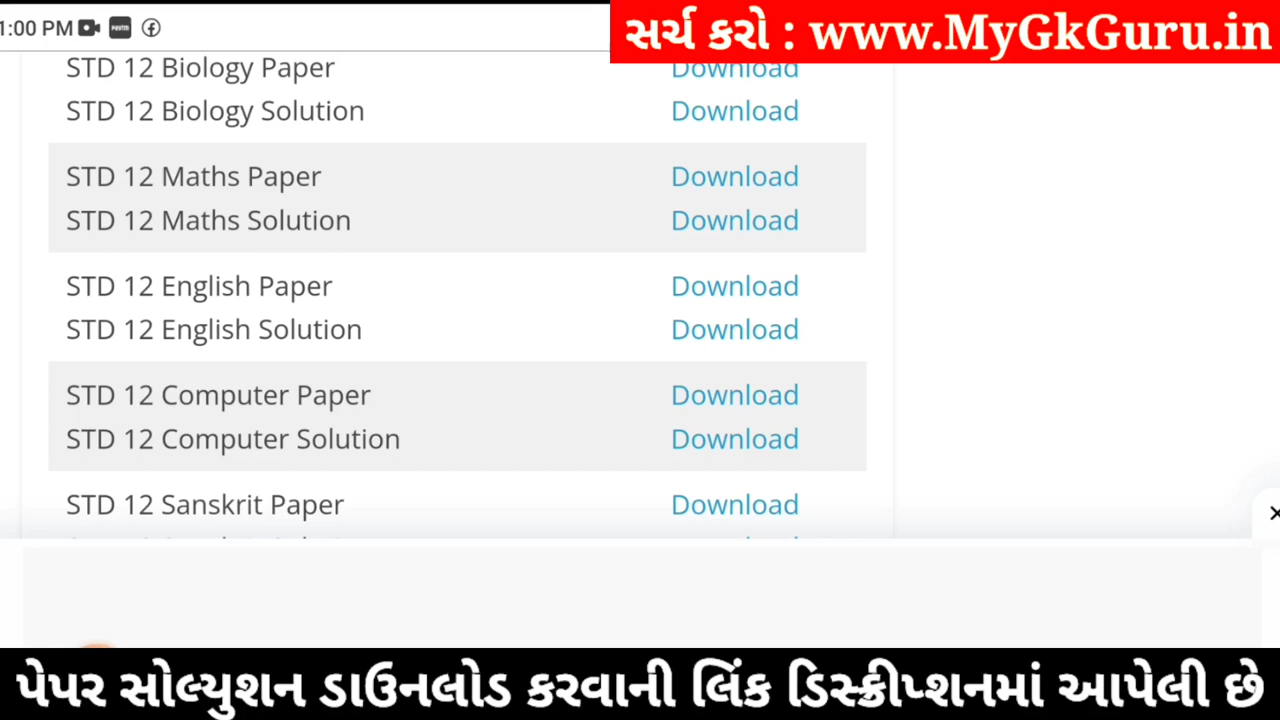 1:00 PM
સર્ચ કરો : www.MyGkGuru.in
STD 12 Biology Paper Download
STD 12 Biology Solution Download
STD 12 Maths Paper Download
STD 12 Maths Solution Download
STD 12 English Paper Download
STD 12 English Solution Download
STD 12 Computer Paper Download
STD 12 Computer Solution Download
STD 12 Sanskrit Paper Download
પેપર સોલ્યુશન ડાઉનલોડ કરવાની લિંક ડિસ્ક્રીપ્શનમાં આપેલી છે